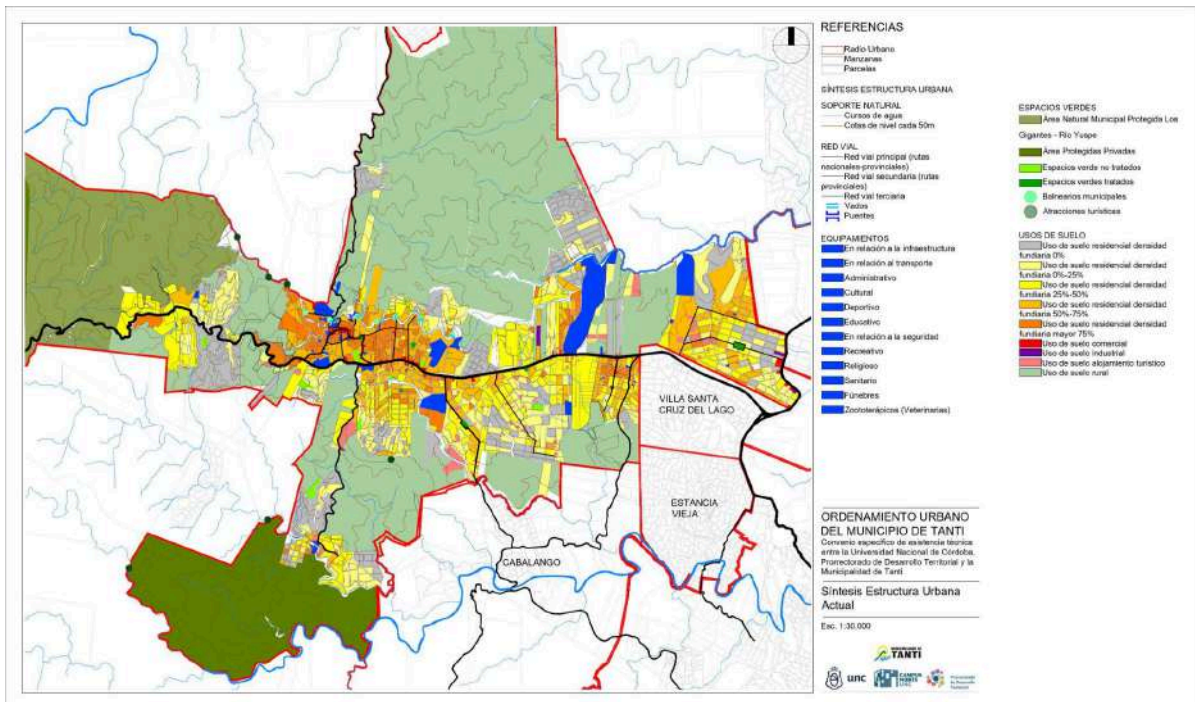 REFERENCIAS
Radio Urbano
Manzanas
Parcelas
SÍNTESIS ESTRUCTURA URBANA
SOPORTE NATURAL
Cursos de agua
Cotas de nivel cada 50m
RED VIAL
Red vial principal (rutas
nacionales-provinciales)
Red vial secundaria (rutas
provinciales)
Red vial terciaria
Vados
Puentes
EQUIPAMIENTOS
En relación a la infraestructura
En relación al transporte
Administrativo
Cultural
Deportivo
Educativo
En relación a la seguridad
Recreativo
Religioso
Sanitario
Fúnebres
Zooterápicos (Veterinarias)
ESPACIOS VERDES
Área Natural Municipal Protegida Los
Gigantes - Río Yuspe
Área Protegidas Privadas
Espacios verde no tratados
Espacios verdes tratados
Balnearios municipales
Atracciones turísticas
USOS DE SUELO
Uso de suelo residencial densidad
fundiaria 0%
Uso de suelo residencial densidad
fundiaria 0%-25%
Uso de suelo residencial densidad
fundiaria 25%-50%
Uso de suelo residencial densidad
fundiaria 50%-75%
Uso de suelo residencial densidad
fundiaria mayor 75%
Uso de suelo comercial
Uso de suelo industrial
Uso de suelo alojamiento turístico
Uso de suelo rural
VILLA SANTA
CRUZ DEL LAGO
ESTANCIA
VIEJA
CABALANGO
ORDENAMIENTO URBANO
DEL MUNICIPIO DE TANTI
Convenio específico de asistencia técnica
entre la Universidad Nacional de Córdoba,
Prorrectorado de Desarrollo Territorial y la
Municipalidad de Tanti
Síntesis Estructura Urbana
Actual
Esc. 1:30.000
TANTI
unc
CAMPUS
NORTE